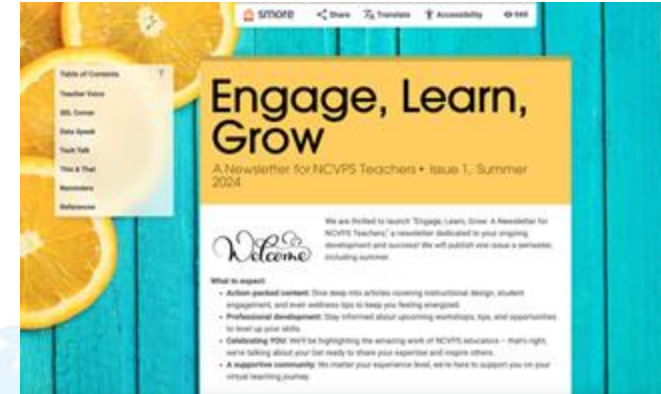 smore Share Translate Accessibility
Table of Contents
Teacher Voice
SEL Corner
Data Speak
Tech Talk
This & That
Reminders
References
Engage, Learn,
Grow
A Newsletter for NCVPS Teachers • Issue 1, Summer
2024
Welcome
We are thrilled to launch "Engage, Learn, Grow: A Newsletter for
NCVPS Teachers," a newsletter dedicated to your ongoing
development and success! We will publish one issue a semester,
including summer.
What to expect:
• Action-packed content: Dive deep into articles covering instructional design, student
engagement, and even wellness tips to keep you feeling energized.
• Professional development: Stay informed about upcoming workshops, tips, and opportunities
to level up your skills.
• Celebrating YOU: We'll be highlighting the amazing work of NCVPS educators – that's right,
we're talking about you! Get ready to share your expertise and inspire others.
• A supportive community: No matter your experience level, we're here to support you on your
virtual teaching journey.